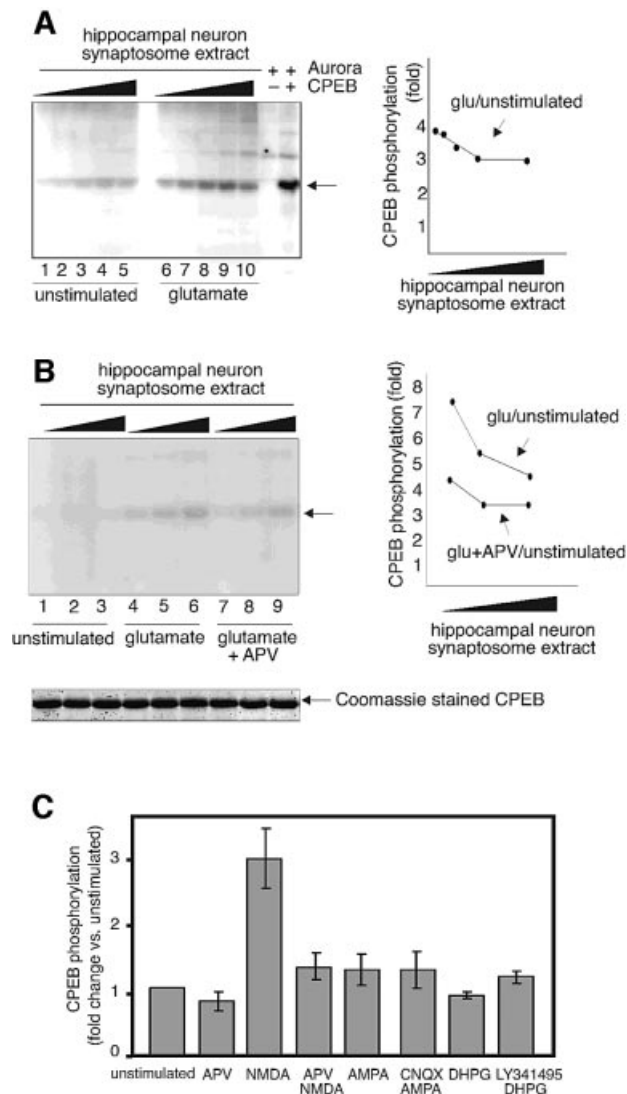 A
hippocampal neuron
synaptosome extract
+ + Aurora
− + CPEB
1 2 3 4 5 6 7 8 9 10
unstimulated glutamate
CPEB phosphorylation
(fold)
4
3
2
1
glu/unstimulated
hippocampal neuron
synaptosome extract
B
hippocampal neuron
synaptosome extract
1 2 3 4 5 6 7 8 9
unstimulated glutamate glutamate
+ APV
CPEB phosphorylation (fold)
8
7
6
5
4
3
2
1
glu/unstimulated
glu+APV/unstimulated
hippocampal neuron
synaptosome extract
Coomassie stained CPEB
C
CPEB phosphorylation
(fold change vs. unstimulated)
3
2
1
0
unstimulated APV NMDA APV AMPA CNQX DHPG LY341495
NMDA AMPA DHPG